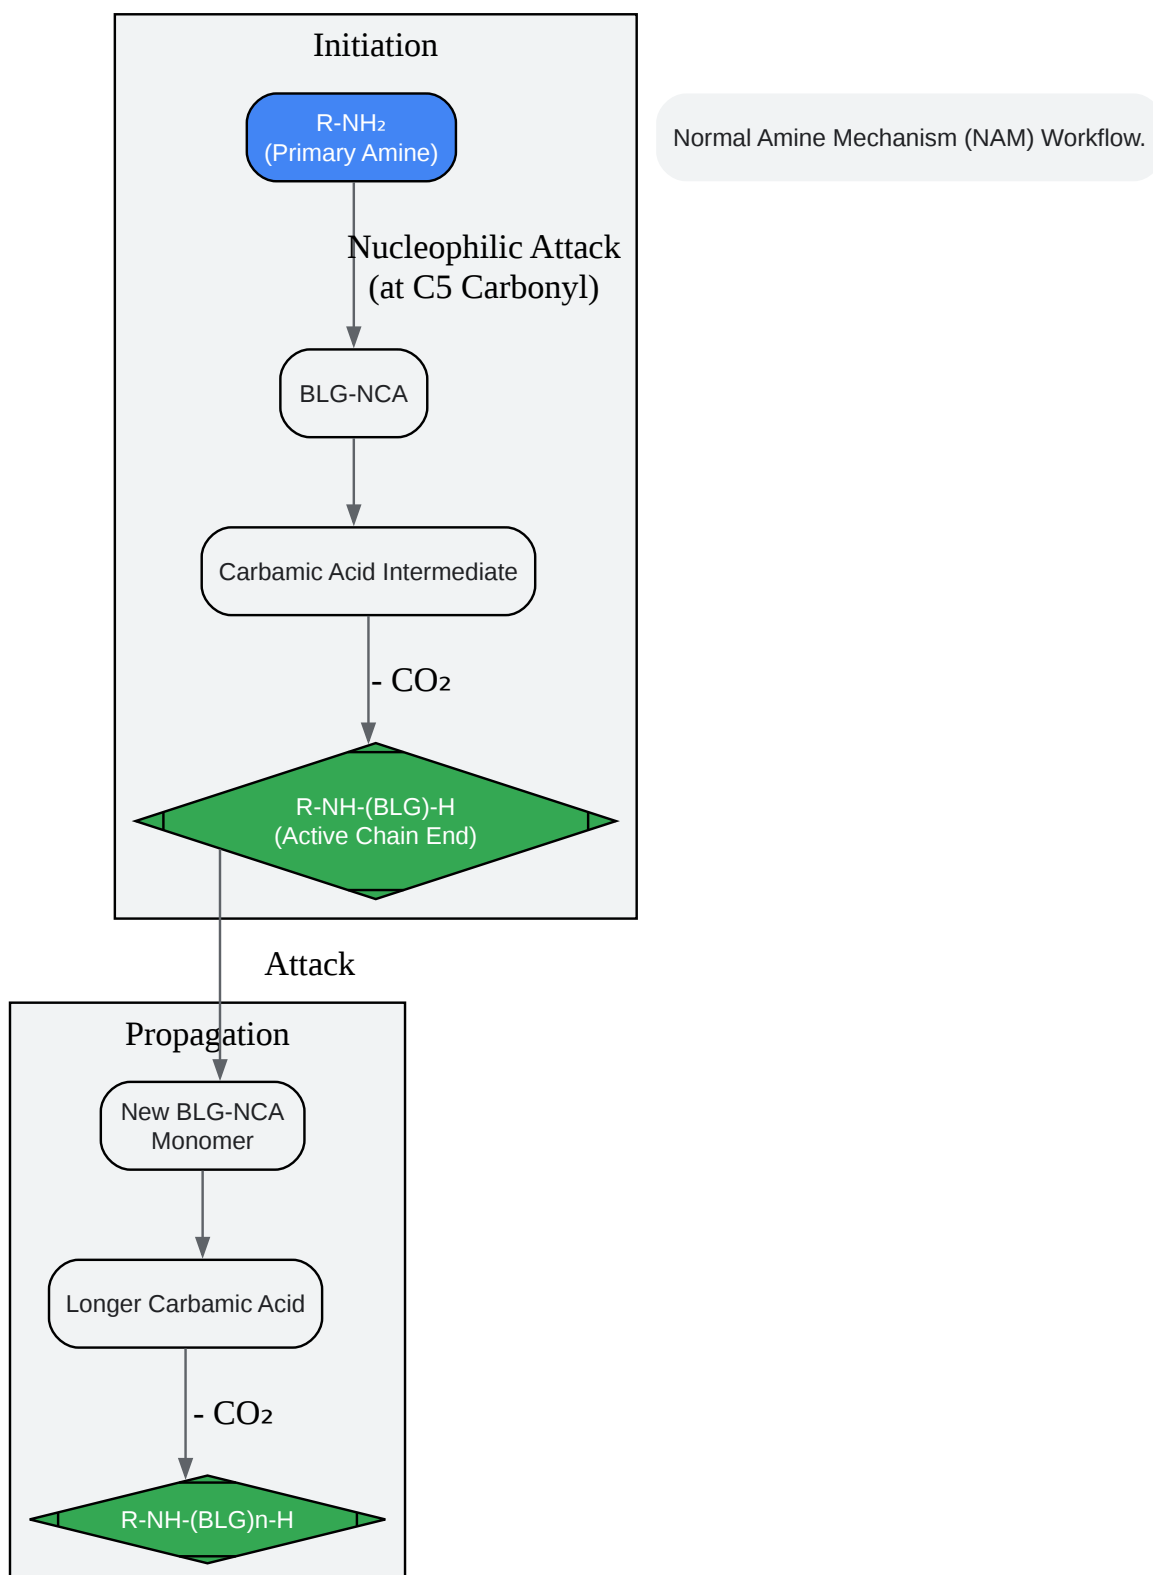 Initiation
R-NH₂
(Primary Amine)
Normal Amine Mechanism (NAM) Workflow.
Nucleophilic Attack
(at C5 Carbonyl)
BLG-NCA
Carbamic Acid Intermediate
- CO₂
R-NH-(BLG)-H
(Active Chain End)
Attack
Propagation
New BLG-NCA
Monomer
Longer Carbamic Acid
- CO₂
R-NH-(BLG)n-H